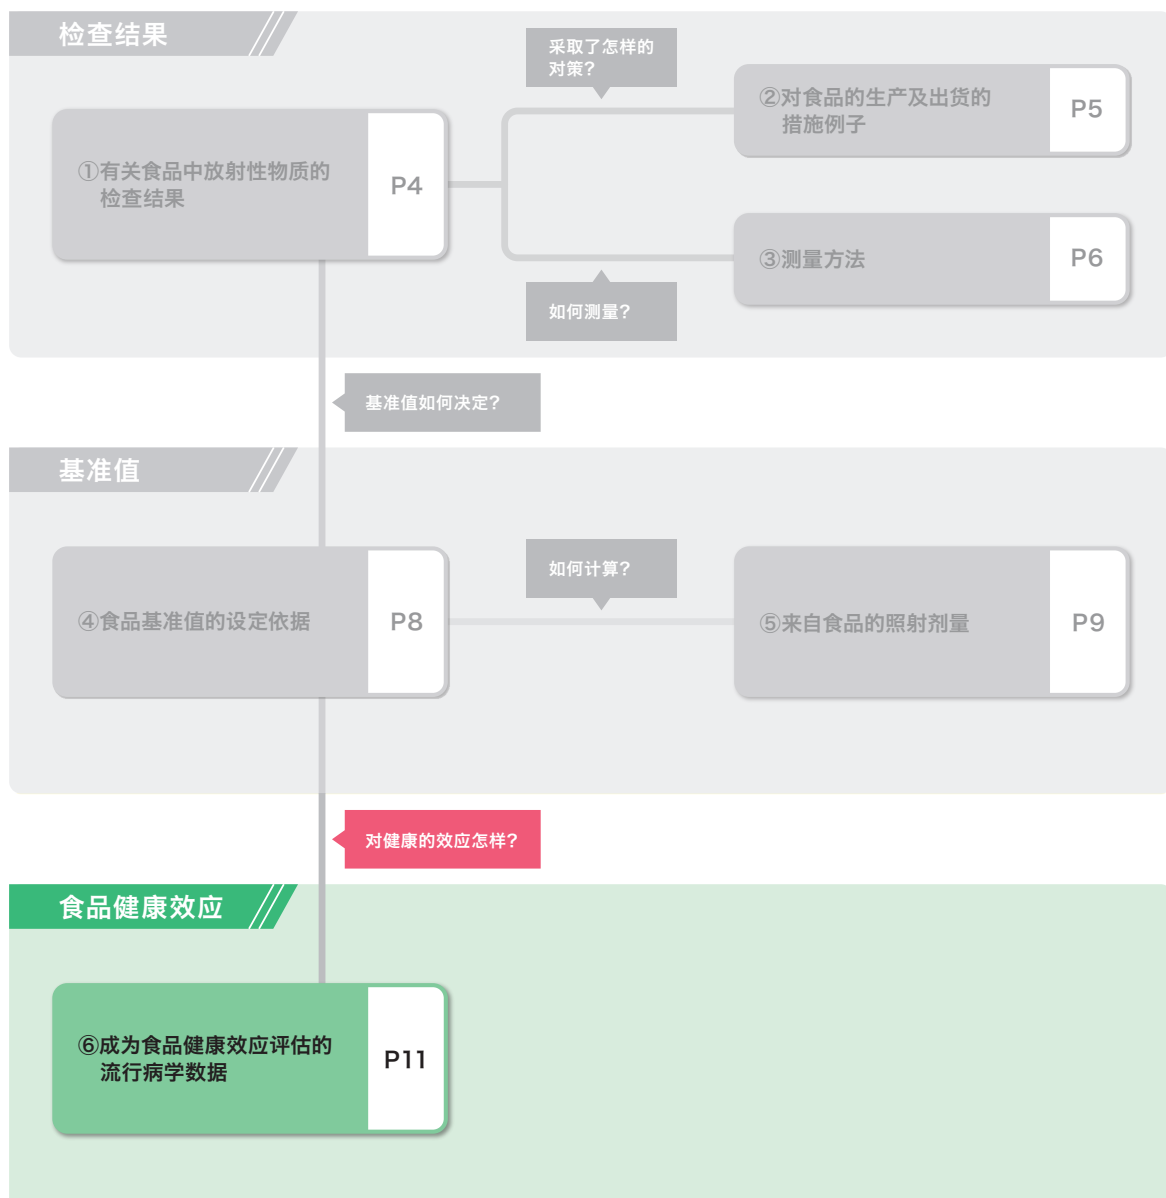 检查结果
采取了怎样的
对策?
②对食品的生产及出货的
措施例子
P5
①有关食品中放射性物质的
检查结果
P4
③测量方法
P6
如何测量?
基准值如何决定?
基准值
如何计算?
④食品基准值的设定依据
P8
⑤来自食品的照射剂量
P9
对健康的效应怎样?
食品健康效应
⑥成为食品健康效应评估的
流行病学数据
P11